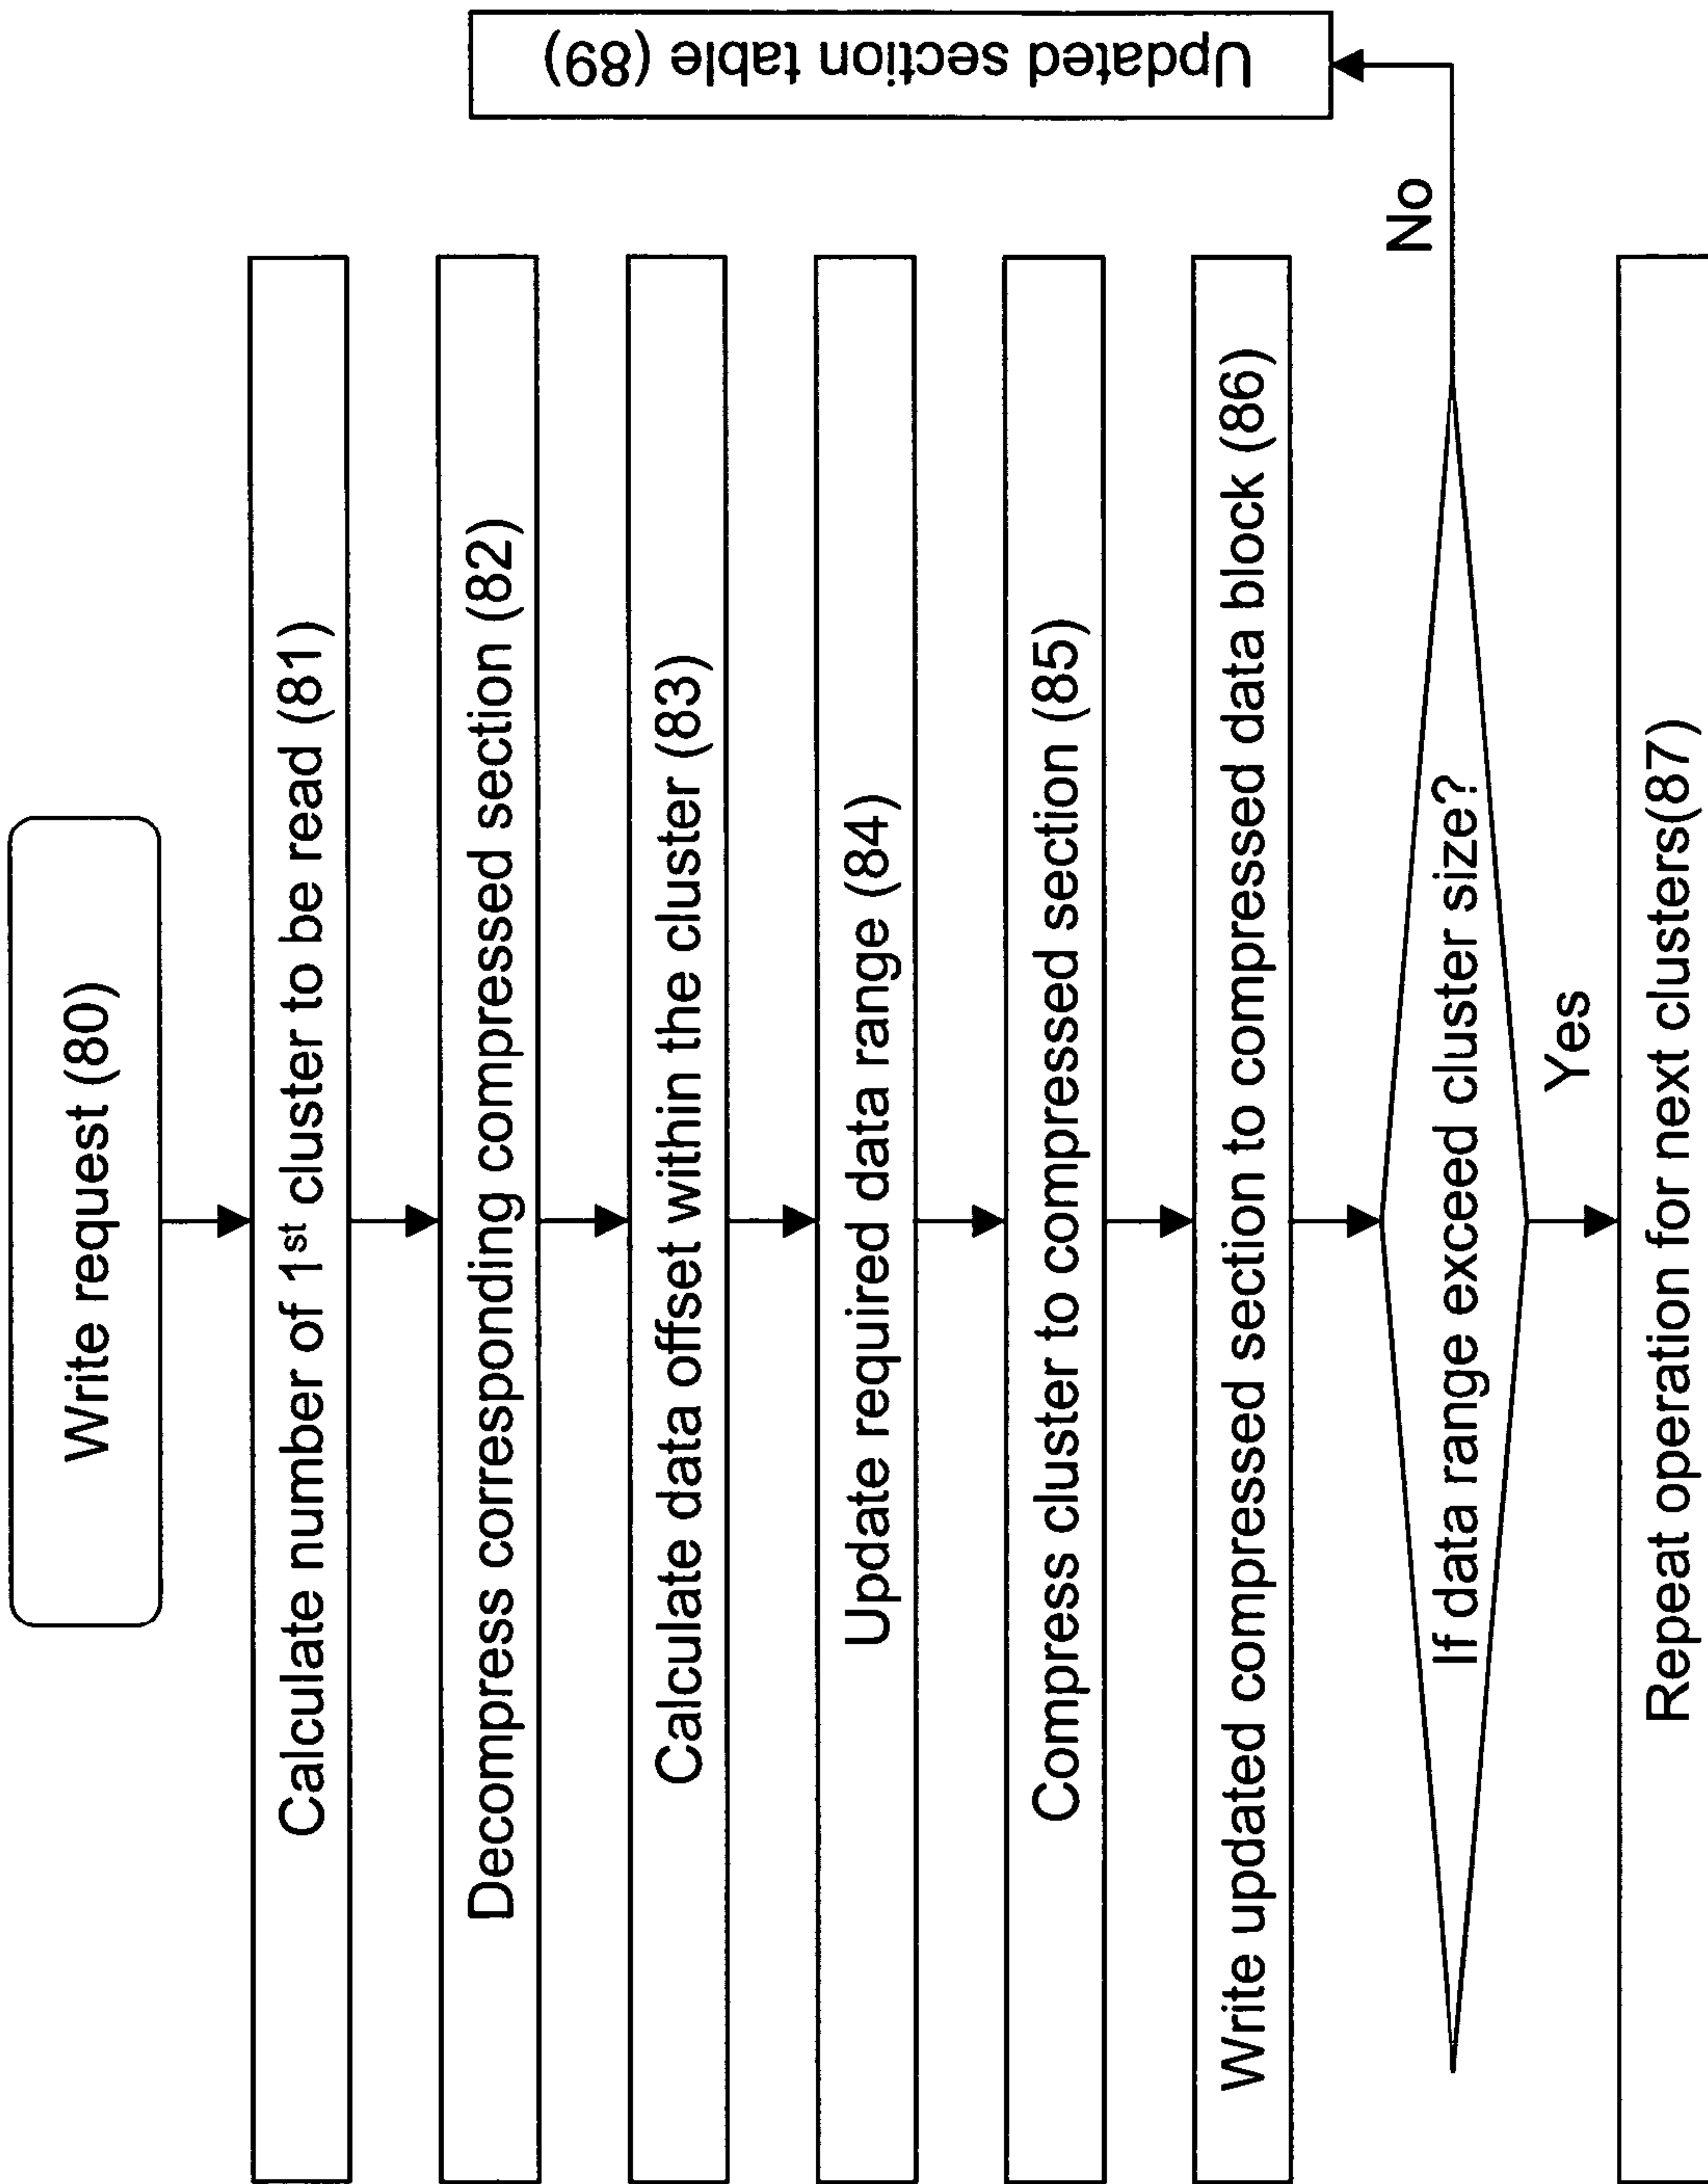 Write request (80)
Calculate number of 1st cluster to be read (81)
Decompress corresponding compressed section (82)
Calculate data offset within the cluster (83)
Update required data range (84)
Compress cluster to compressed section (85)
Write updated compressed section to compressed data block (86)
If data range exceed cluster size?
No
Updated section table (89)
Yes
Repeat operation for next clusters(87)